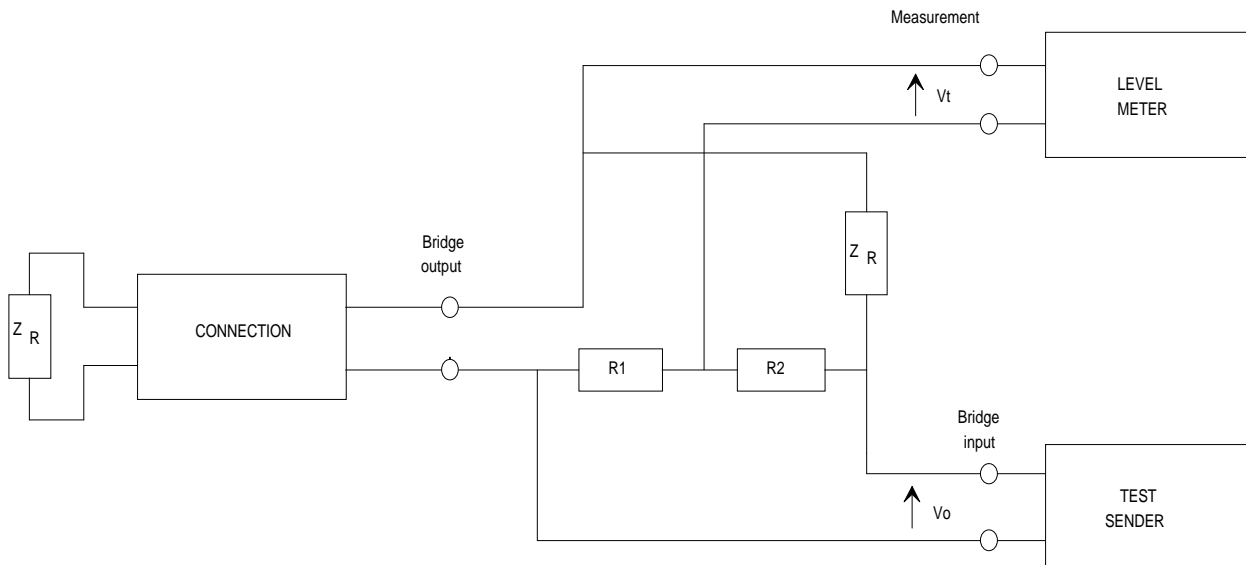 Measurement
LEVEL
METER
Vt
Z R
Bridge
output
Z R
CONNECTION
R1
R2
Bridge
input
Vo
TEST
SENDER